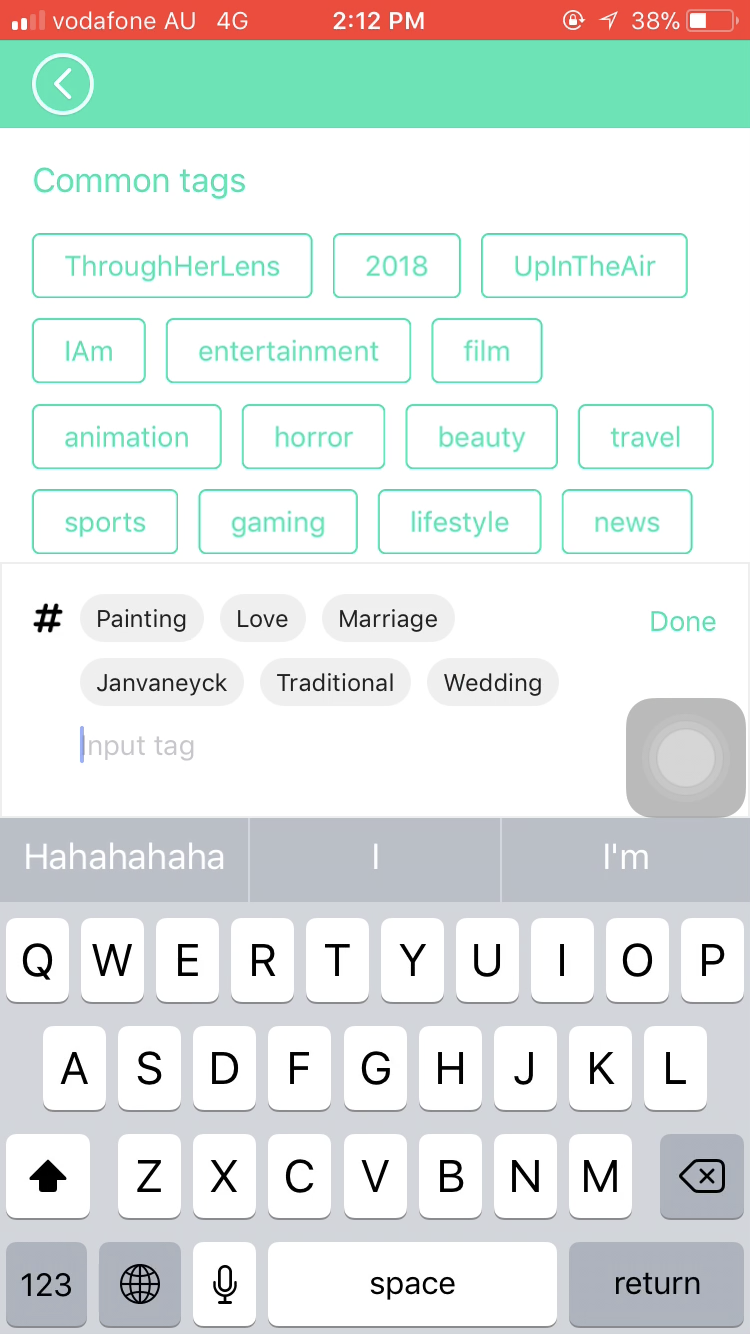 vodafone AU 4G 2:12 PM 38%
Common tags
ThroughHerLens 2018 UpInTheAir
IAm entertainment film
animation horror beauty travel
sports gaming lifestyle news
# Painting Love Marriage Done
Janvaneyck Traditional Wedding
Input tag
Hahahahaha I I'm
Q W E R T Y U I O P
A S D F G H J K L
Z X C V B N M
123 space return